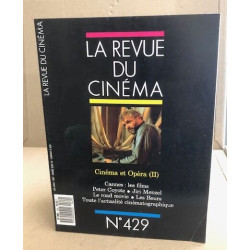 LA REVUE DU CINÉMA
LA REVUE
DU
CINÉMA
Cinéma et Opéra (II)
Cannes : les films
Peter Coyote • Jiri Menzel
Le road movie • Les Beurs
Toute l'actualité cinématographique
N°429